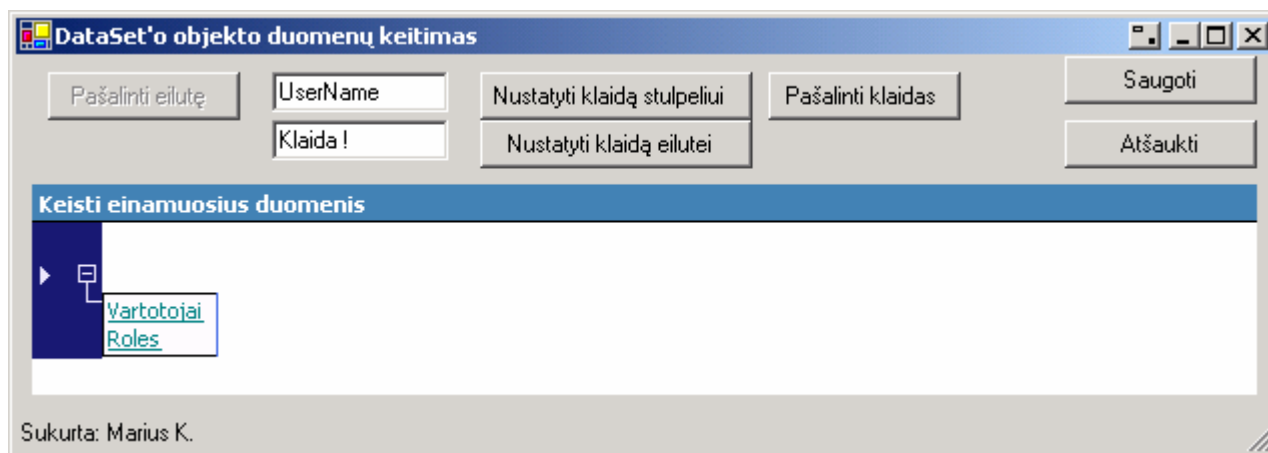 DataSet'o objekto duomenų keitimas
Pašalinti eilutę
UserName
Nustatyti klaidą stulpeliui
Pašalinti klaidas
Saugoti
Klaida !
Nustatyti klaidą eilutei
Atšaukti
Keisti einamuosius duomenis
Vartotojai
Roles
Sukurta: Marius K.